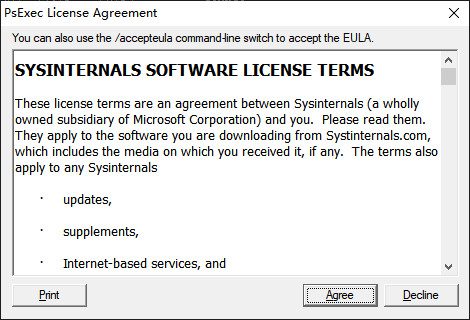 PsExec License Agreement
You can also use the /accepteula command-line switch to accept the EULA.
SYSINTERNALS SOFTWARE LICENSE TERMS
These license terms are an agreement between Sysinternals (a wholly
owned subsidiary of Microsoft Corporation) and you.  Please read them.
They apply to the software you are downloading from Systinternals.com,
which includes the media on which you received it, if any.  The terms also
apply to any Sysinternals
· updates,
· supplements,
· Internet-based services, and
Print
Agree
Decline